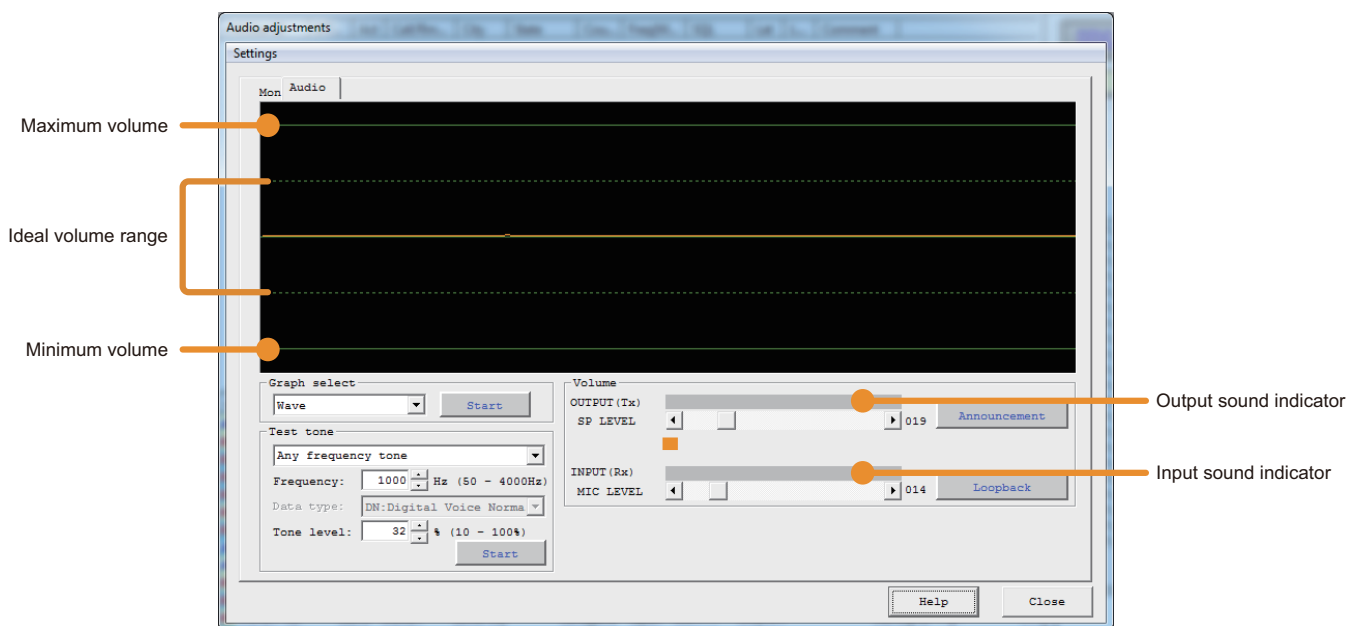 Audio adjustments
Settings
Mon Audio
Maximum volume
Ideal volume range
Minimum volume
Graph select
Wave Start
Test tone
Any frequency tone
Frequency: 1000 Hz (50 - 4000Hz)
Data type: DN:Digital Voice Norma
Tone level: 32 % (10 - 100%)
Start
Volume
OUTPUT(Tx)
SP LEVEL 019 Announcement
INPUT(Rx)
MIC LEVEL 014 Loopback
Output sound indicator
Input sound indicator
Help Close